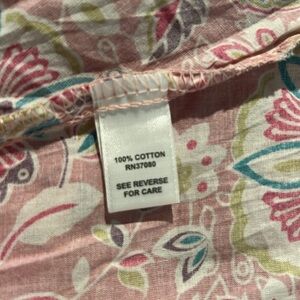 100% COTTON
RN37080
SEE REVERSE
FOR CARE